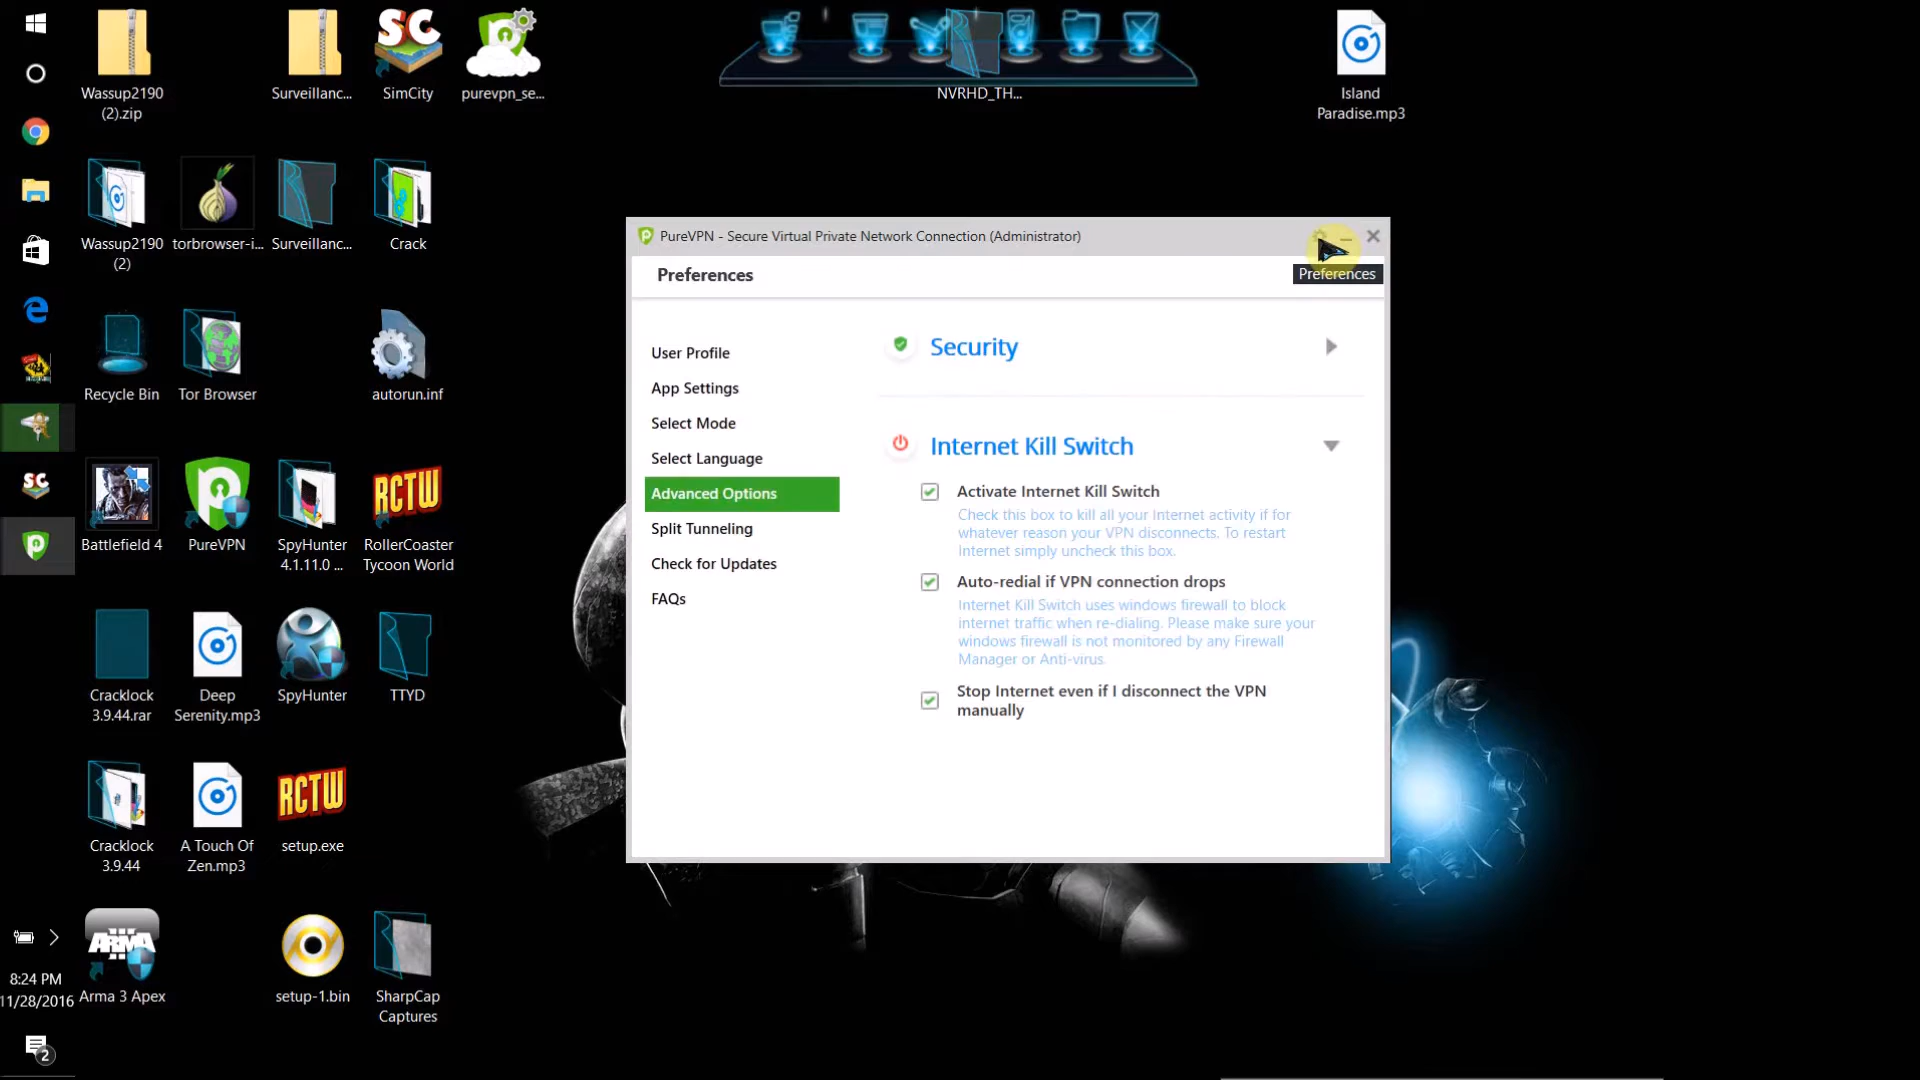 Wassup2190
(2).zip
Surveillanc...
SimCity
purevpn_se...
NVRHD_TH...
Island
Paradise.mp3
Wassup2190
(2)
torbrowser-i...
Surveillanc...
Crack
Recycle Bin
Tor Browser
autorun.inf
Battlefield 4
PureVPN
SpyHunter
4.1.11.0 ...
RCTW
RollerCoaster
Tycoon World
Cracklock
3.9.44.rar
Deep
Serenity.mp3
SpyHunter
TTYD
Cracklock
3.9.44
A Touch Of
Zen.mp3
RCTW
setup.exe
ARMA
Arma 3 Apex
setup-1.bin
SharpCap
Captures
SC
SC
8:24 PM
11/28/2016
2
PureVPN - Secure Virtual Private Network Connection (Administrator)
Preferences
Preferences
User Profile
App Settings
Select Mode
Select Language
Advanced Options
Split Tunneling
Check for Updates
FAQs
Security
Internet Kill Switch
Activate Internet Kill Switch
Check this box to kill all your Internet activity if for
whatever reason your VPN disconnects. To restart
Internet simply uncheck this box.
Auto-redial if VPN connection drops
Internet Kill Switch uses windows firewall to block
internet traffic when re-dialing. Please make sure your
windows firewall is not monitored by any Firewall
Manager or Anti-virus.
Stop Internet even if I disconnect the VPN
manually